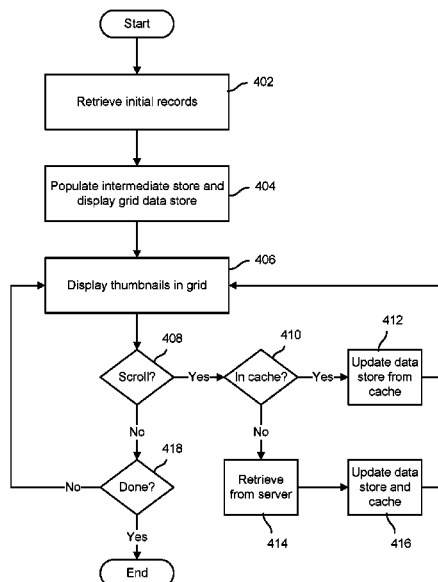 Start
402
Retrieve initial records
404
Populate intermediate store and
display grid data store
406
Display thumbnails in grid
408
410
412
Scroll?
Yes
In cache?
Yes
Update data
store from
cache
No
No
418
Done?
No
Retrieve
from server
Update data
store and
cache
414
416
Yes
End